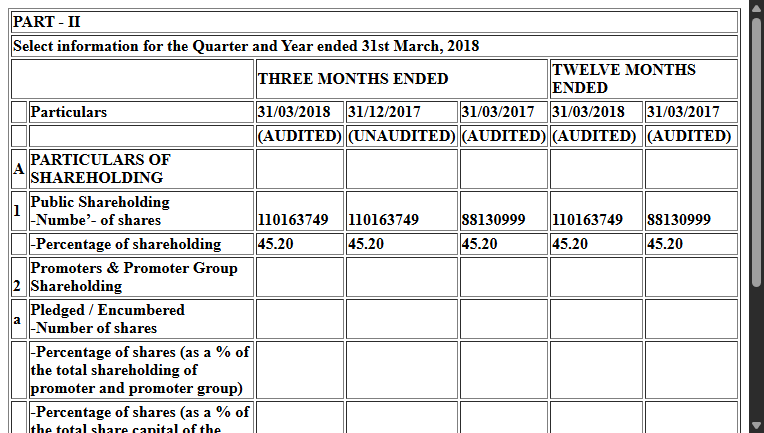 PART - II
Select information for the Quarter and Year ended 31st March, 2018
THREE MONTHS ENDED
TWELVE MONTHS
ENDED
Particulars 31/03/2018 31/12/2017 31/03/2017 31/03/2018 31/03/2017
(AUDITED) (UNAUDITED) (AUDITED) (AUDITED) (AUDITED)
A PARTICULARS OF
SHAREHOLDING
1 Public Shareholding
-Numbe’- of shares 110163749 110163749 88130999 110163749 88130999
-Percentage of shareholding 45.20 45.20 45.20 45.20 45.20
2 Promoters & Promoter Group
Shareholding
a Pledged / Encumbered
-Number of shares
-Percentage of shares (as a % of
the total shareholding of
promoter and promoter group)
-Percentage of shares (as a % of
the total share capital of the